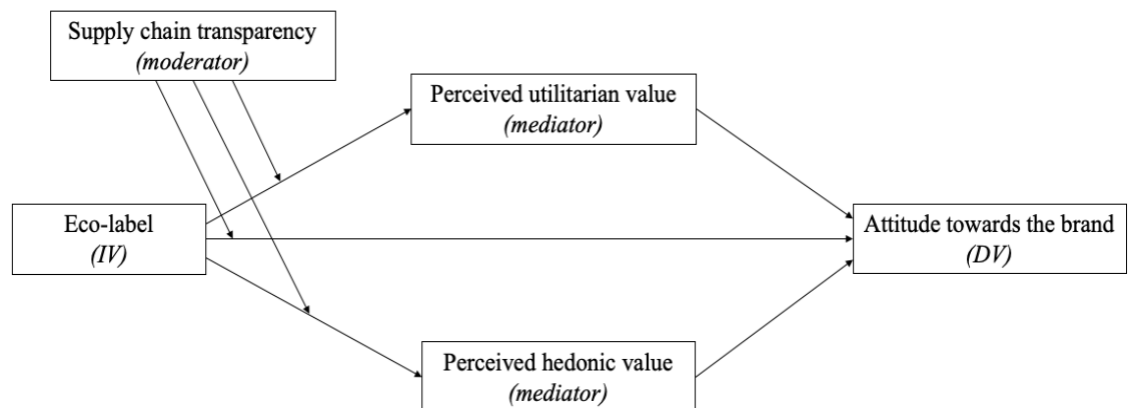 Supply chain transparency
(moderator)
Perceived utilitarian value
(mediator)
Eco-label
(IV)
Attitude towards the brand
(DV)
Perceived hedonic value
(mediator)